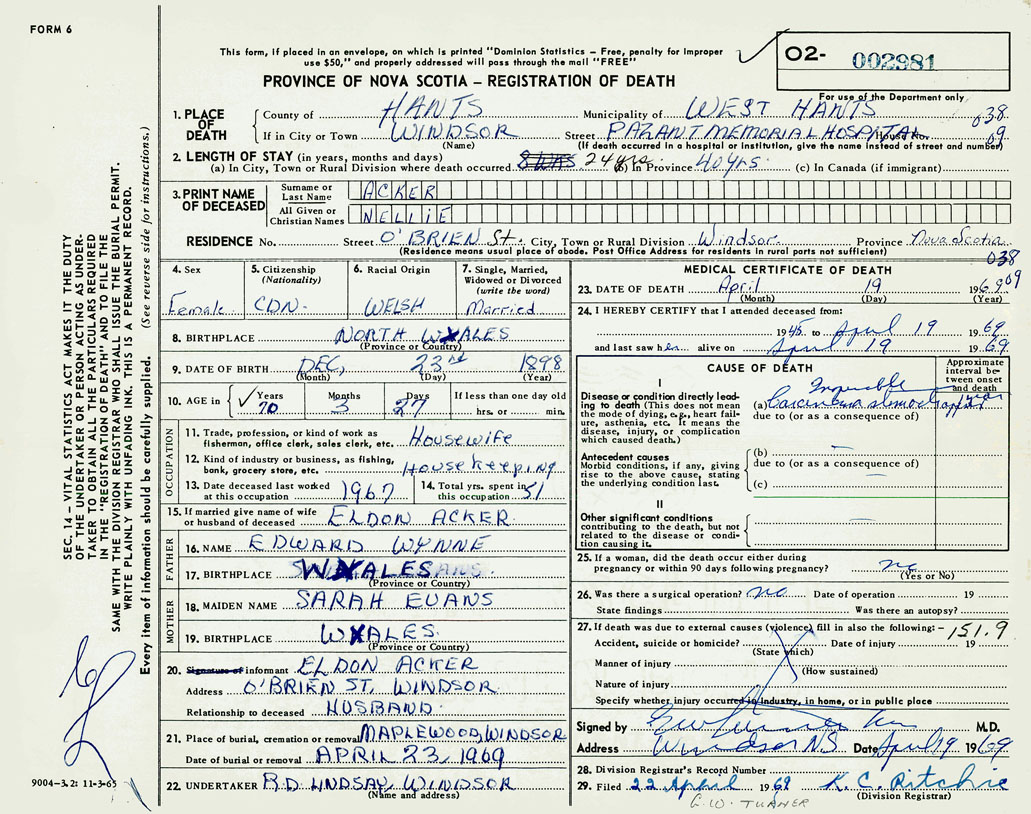 FORM 6
This form, if placed in an envelope, on which is printed "Dominion Statistics – Free, penalty for improper
use $50," and properly addressed will pass through the mail "FREE"
O2- 002981
PROVINCE OF NOVA SCOTIA – REGISTRATION OF DEATH
For use of the Department only
1. PLACE OF DEATH
County of HANTS Municipality of WEST HANTS 038
If in City or Town WINDSOR Street PAZANT MEMORIAL HOSPITAL House No. 09
(Name) (If death occurred in a hospital or institution, give the name instead of street and number)
2. LENGTH OF STAY (in years, months and days)
(a) In City, Town or Rural Division where death occurred 24 yrs. (b) In Province 40 yrs. (c) In Canada (if immigrant)
3. PRINT NAME OF DECEASED
Surname or Last Name ACKER
All Given or Christian Names NELLIE
RESIDENCE No. Street O'BRIEN St. City, Town or Rural Division Windsor. Province Nova Scotia
(Residence means usual place of abode. Post Office Address for residents in rural parts not sufficient)
038
09
4. Sex Female.
5. Citizenship (Nationality) CDN.
6. Racial Origin WELSH
7. Single, Married, Widowed or Divorced (write the word) Married
8. BIRTHPLACE NORTH WALES
(Province or Country)
9. DATE OF BIRTH DEC, 23rd 1898
(Month) (Day) (Year)
10. AGE in Years 70 Months 3 Days 27 If less than one day old hrs. or min.
OCCUPATION
11. Trade, profession, or kind of work as fisherman, office clerk, sales clerk, etc. Housewife
12. Kind of industry or business, as fishing, bank, grocery store, etc. Housekeeping
13. Date deceased last worked at this occupation 1967
14. Total yrs. spent in this occupation 51
15. If married give name of wife or husband of deceased ELDON ACKER.
FATHER
16. NAME EDWARD WYNNE
17. BIRTHPLACE WALES
(Province or Country)
MOTHER
18. MAIDEN NAME SARAH EVANS
19. BIRTHPLACE WALES.
(Province or Country)
20. Signature of informant ELDON ACKER
Address O'BRIEN ST. WINDSOR.
Relationship to deceased HUSBAND.
21. Place of burial, cremation or removal MAPLEWOOD, WINDSOR
Date of burial or removal APRIL 23, 1969
22. UNDERTAKER R.D. LINDSAY, WINDSOR
(Name and address)
MEDICAL CERTIFICATE OF DEATH
23. DATE OF DEATH April 19 1969
(Month) (Day) (Year)
24. I HEREBY CERTIFY that I attended deceased from:
1945 to April 19 1969
and last saw her alive on April 19 1969.
CAUSE OF DEATH
Approximate interval between onset and death
I
Disease or condition directly leading to death (This does not mean the mode of dying, e.g., heart failure, asthenia, etc. It means the disease, injury, or complication which caused death.)
Inoperable
(a) Carcinoma stomach
due to (or as a consequence of)
Antecedent causes
Morbid conditions, if any, giving rise to the above cause, stating the underlying condition last.
(b) —
due to (or as a consequence of)
(c) —
II
Other significant conditions contributing to the death, but not related to the disease or condition causing it.
25. If a woman, did the death occur either during pregnancy or within 90 days following pregnancy? no
(Yes or No)
26. Was there a surgical operation? no Date of operation 19
State findings Was there an autopsy?
27. If death was due to external causes (violence) fill in also the following: – 151.9
Accident, suicide or homicide? Date of injury 19
(State which)
Manner of injury
(How sustained)
Nature of injury
Specify whether injury occurred in industry, in home, or in public place
Signed by M.D.
Address Windsor N.S. Date April 19 1969
28. Division Registrar's Record Number
29. Filed 22 April 1969 K. C. Ritchie
(Division Registrar)
G. W. TURNER
SEC. 14 – VITAL STATISTICS ACT MAKES IT THE DUTY
OF THE UNDERTAKER OR PERSON ACTING AS UNDER-
TAKER TO OBTAIN ALL THE PARTICULARS REQUIRED
IN THE "REGISTRATION OF DEATH" AND TO FILE THE
SAME WITH THE DIVISION REGISTRAR WHO SHALL ISSUE THE BURIAL PERMIT.
WRITE PLAINLY WITH UNFADING INK. THIS IS A PERMANENT RECORD.
Every item of information should be carefully supplied. (See reverse side for instructions.)
9004–3.2: 11-3-65